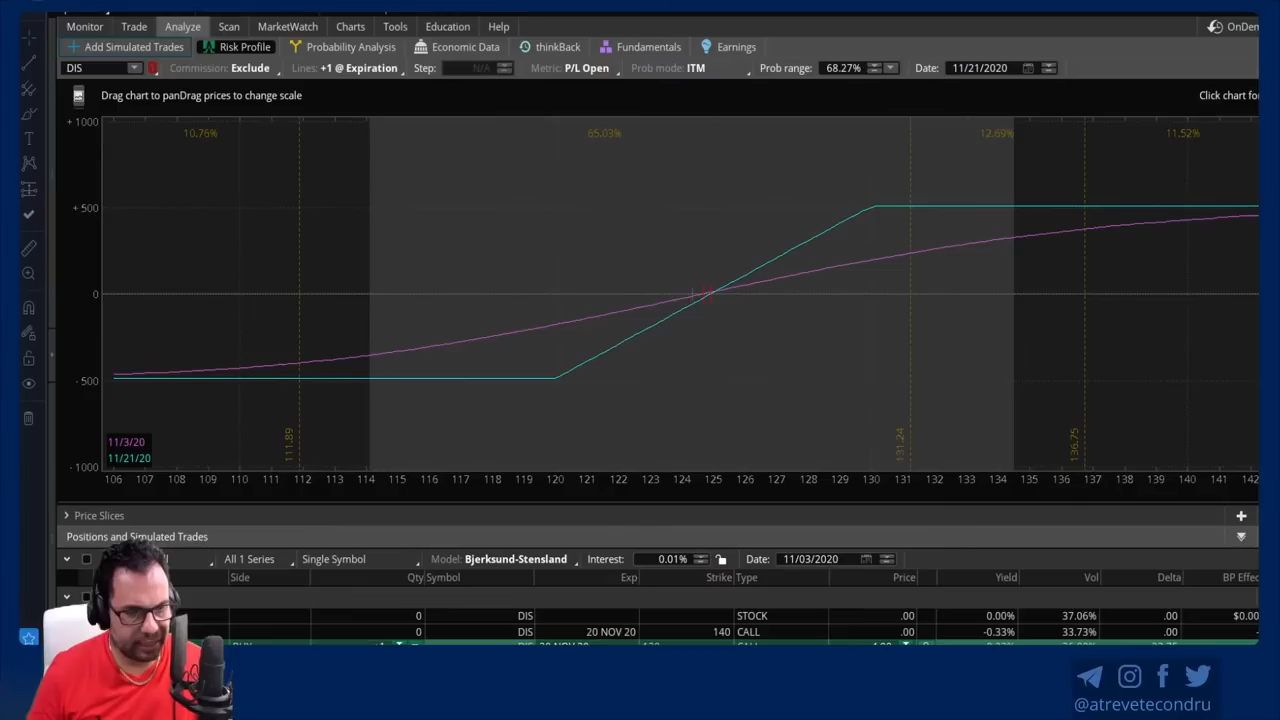 Monitor Trade Analyze Scan MarketWatch Charts Tools Education Help OnDem
Add Simulated Trades Risk Profile Probability Analysis Economic Data thinkBack Fundamentals Earnings
DIS Commission: Exclude Lines: +1 @ Expiration Step: N/A Metric: P/L Open Prob mode: ITM Prob range: 68.27% Date: 11/21/2020
Drag chart to panDrag prices to change scale Click chart fo
+ 1000
10.76% 65.03% 12.69% 11.52%
+ 500
0
- 500
- 1000
111.89 131.24 136.75
11/3/20
11/21/20
106 107 108 109 110 111 112 113 114 115 116 117 118 119 120 121 122 123 124 125 126 127 128 129 130 131 132 133 134 135 136 137 138 139 140 141 142
Price Slices
Positions and Simulated Trades
All 1 Series Single Symbol Model: Bjerksund-Stensland Interest: 0.01% Date: 11/03/2020
Side Qty Symbol Exp Strike Type Price Yield Vol Delta BP Effec
0 DIS STOCK .00 0.00% 37.06% .00 $0.00
0 DIS 20 NOV 20 140 CALL .00 -0.33% 33.73% .00
@atrevetecondru